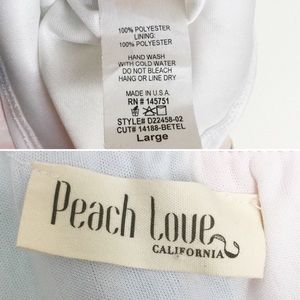 100% POLYESTER
LINING:
100% POLYESTER
HAND WASH
WITH COLD WATER
DO NOT BLEACH
HANG OR LINE DRY
MADE IN U.S.A.
RN # 145751
STYLE# D22458-02
CUT# 14188-BETEL
Large
Peach Love
CALIFORNIA